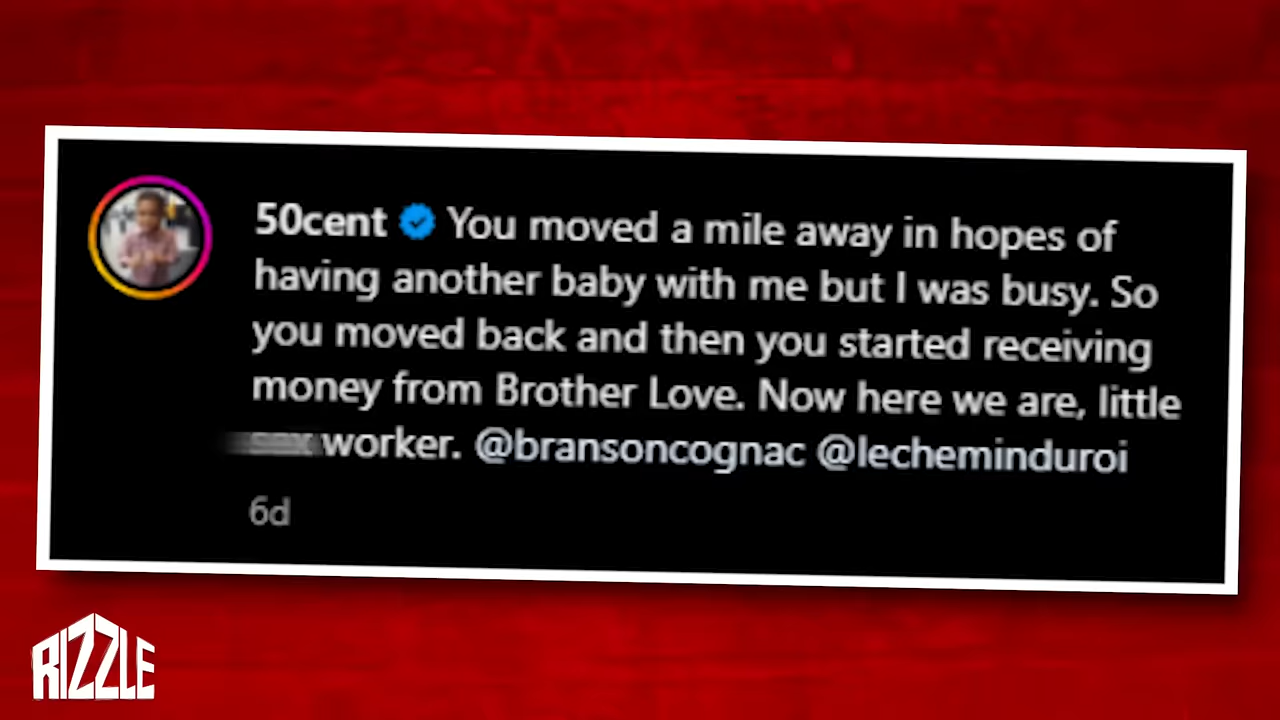 50cent You moved a mile away in hopes of
having another baby with me but I was busy. So
you moved back and then you started receiving
money from Brother Love. Now here we are, little
worker. @bransoncognac @lecheminduroi
6d
RIZZLE